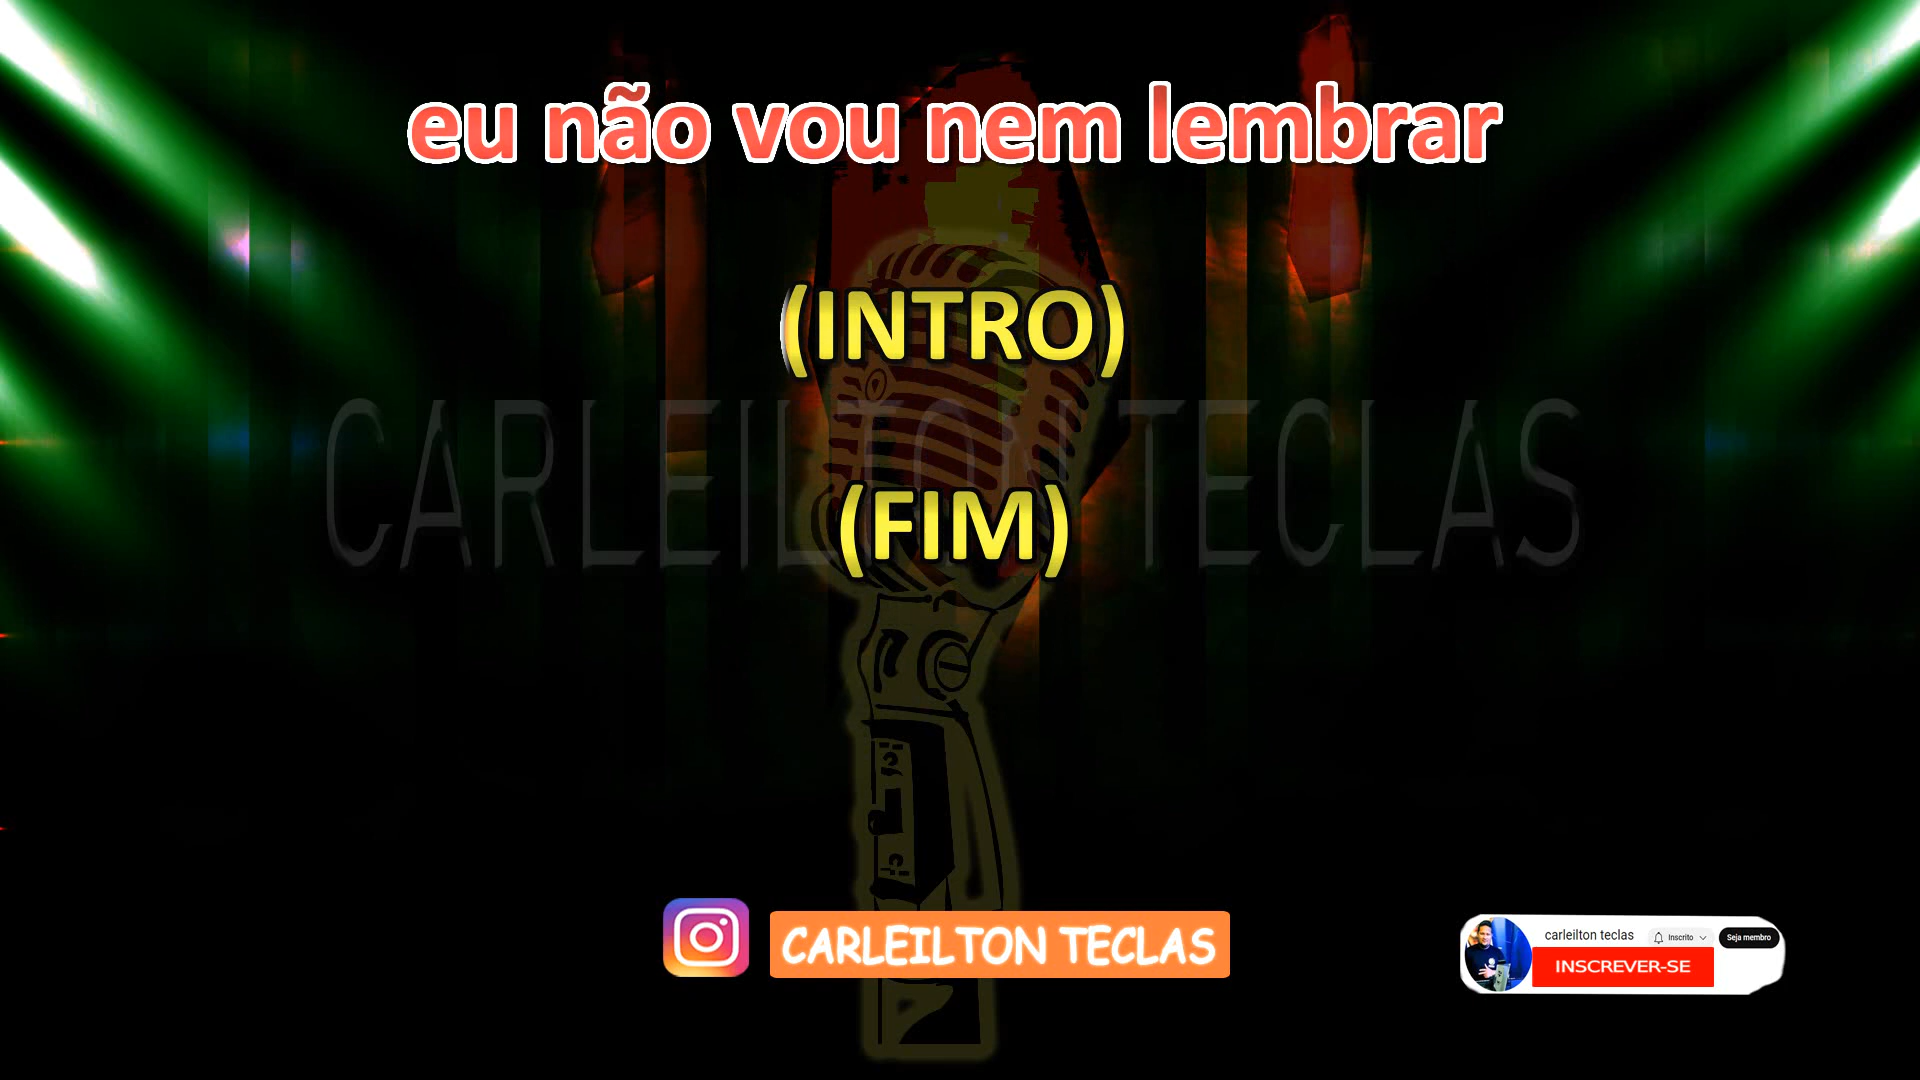 eu não vou nem lembrar
(INTRO)
CARLEILTON TECLAS
(FIM)
CARLEILTON TECLAS
carleilton teclas
Inscrito
Seja membro
INSCREVER-SE